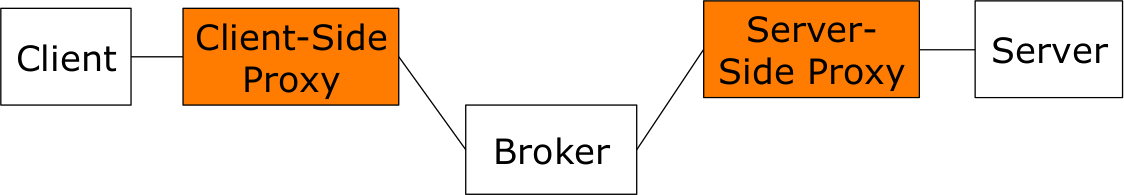 Client
Client-Side
Proxy
Broker
Server-
Side Proxy
Server